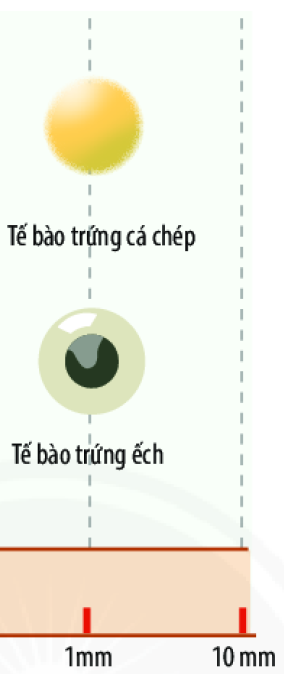 Tế bào trứng cá chép
Tế bào trứng ếch
1mm
10 mm